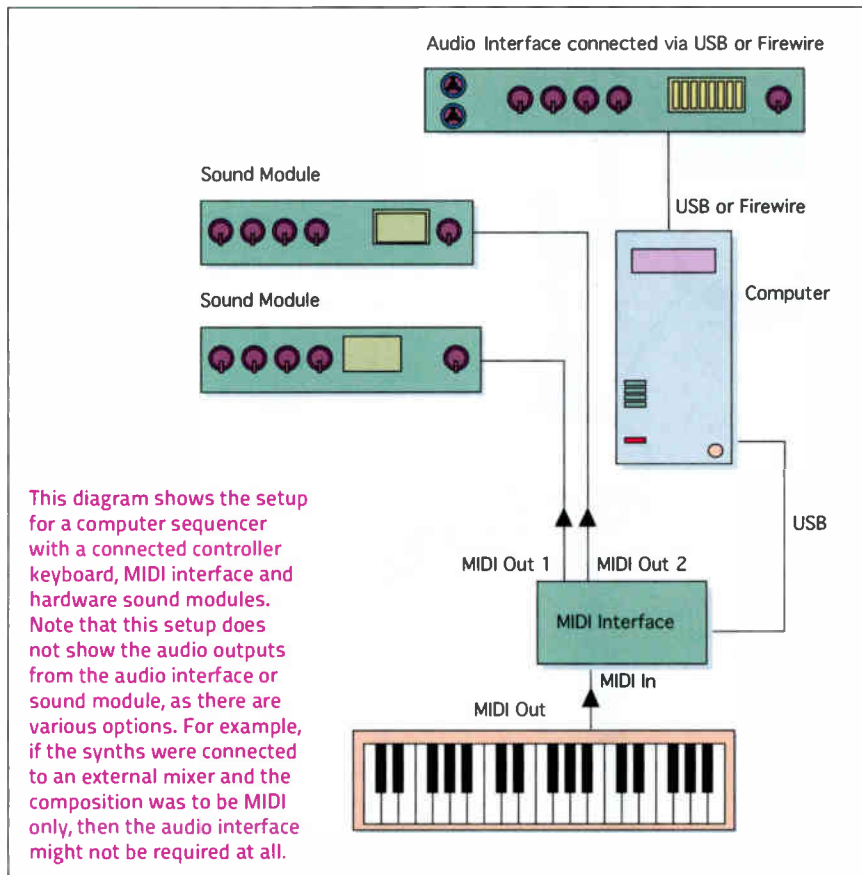 Audio Interface connected via USB or Firewire
Sound Module
USB or Firewire
Computer
Sound Module
This diagram shows the setup
for a computer sequencer
with a connected controller
keyboard, MIDI interface and
hardware sound modules.
Note that this setup does
not show the audio outputs
from the audio interface or
sound module, as there are
various options. For example,
if the synths were connected
to an external mixer and the
composition was to be MIDI
only, then the audio interface
might not be required at all.
USB
MIDI Out 1
MIDI Out 2
MIDI Interface
MIDI In
MIDI Out